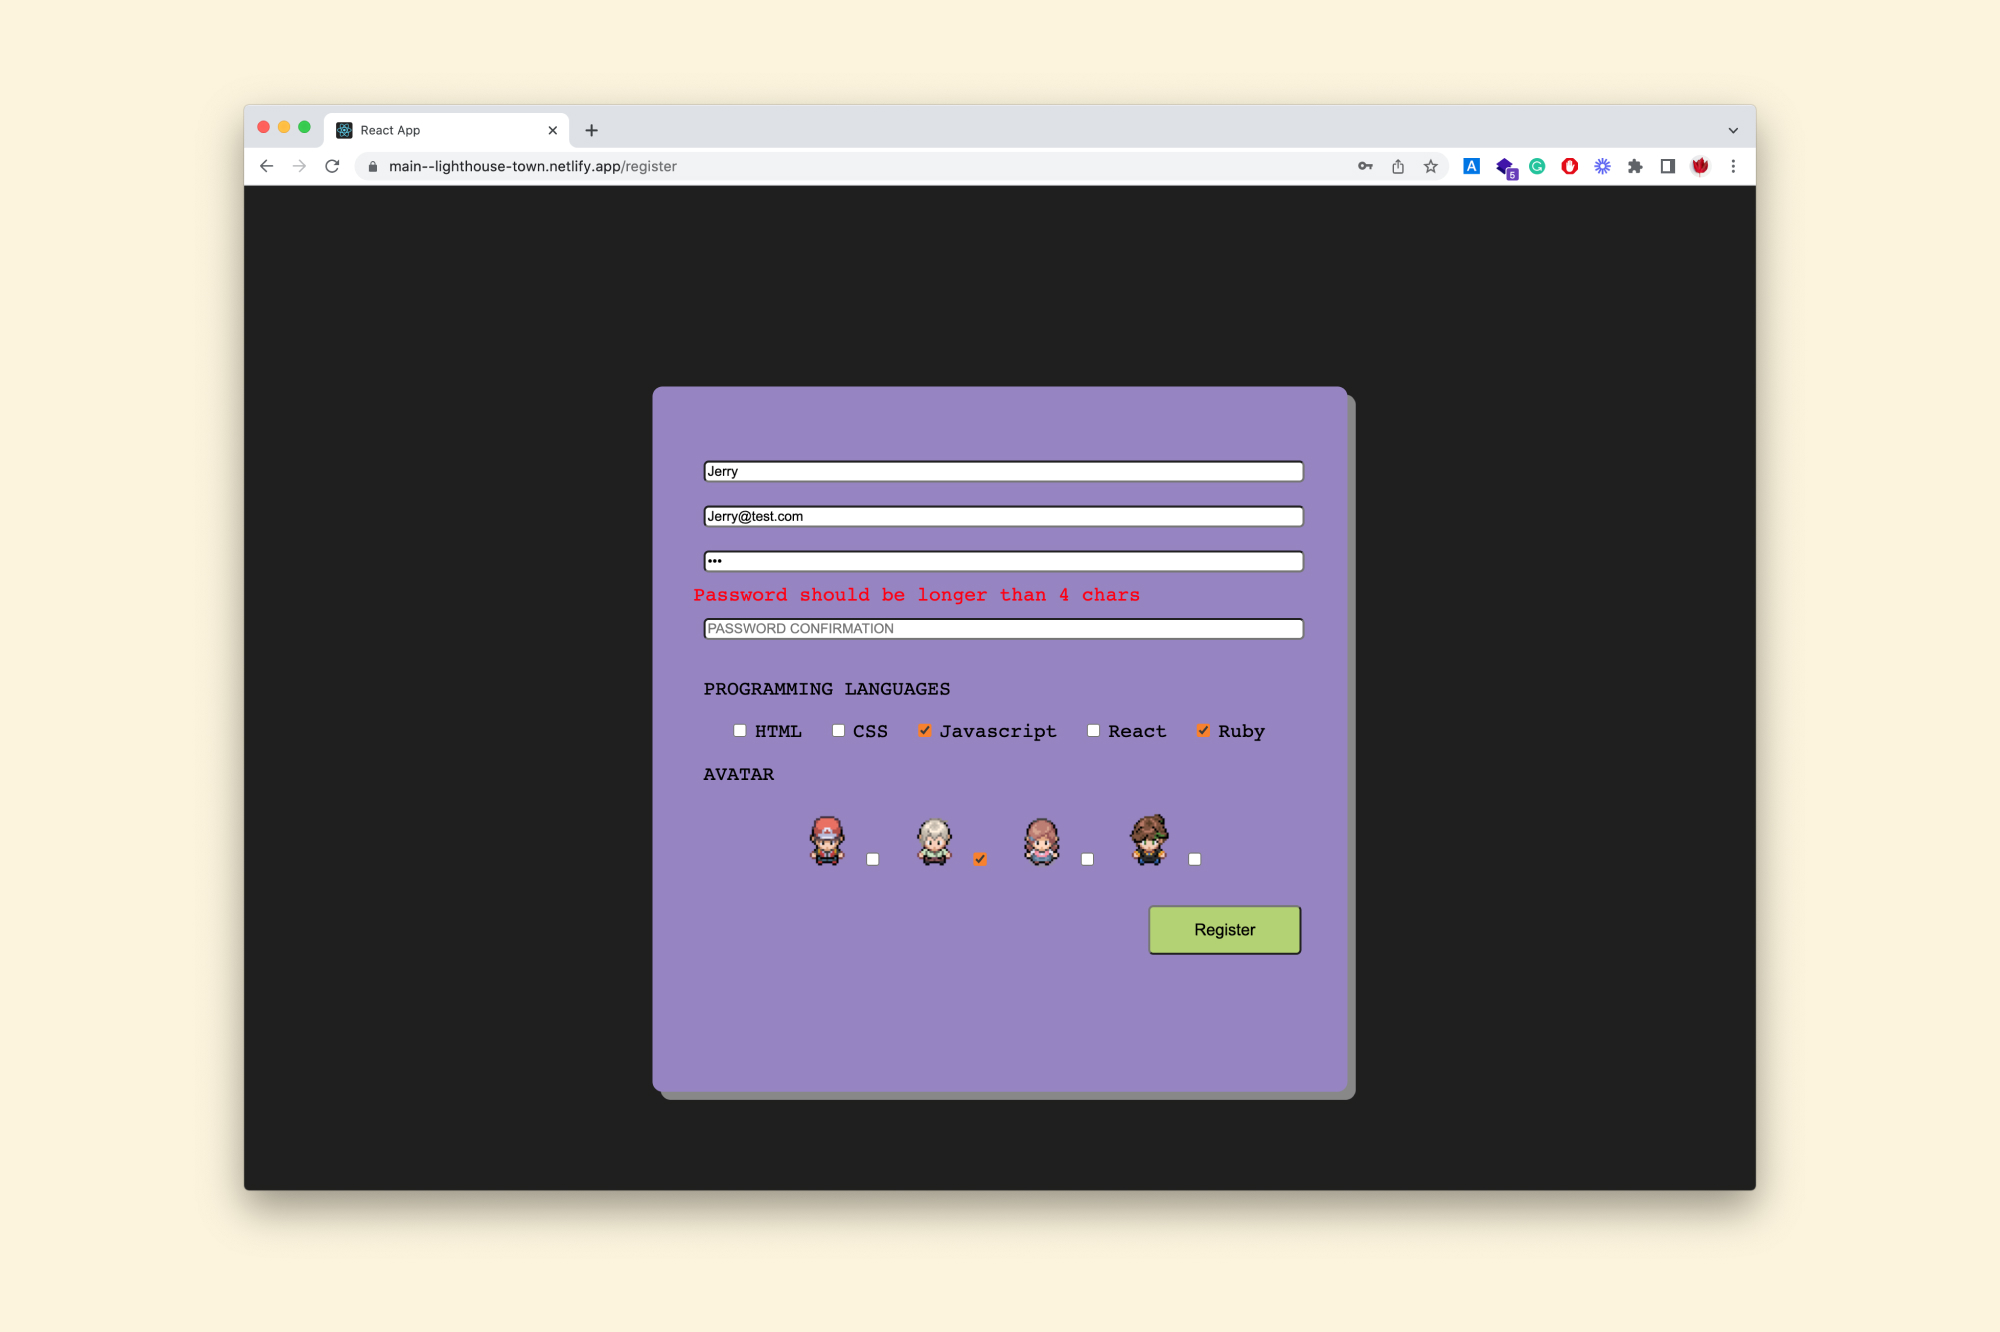 React App
main--lighthouse-town.netlify.app/register
A
5
Jerry
Jerry@test.com
•••
Password should be longer than 4 chars
PASSWORD CONFIRMATION
PROGRAMMING LANGUAGES
HTML CSS Javascript React Ruby
AVATAR
Register